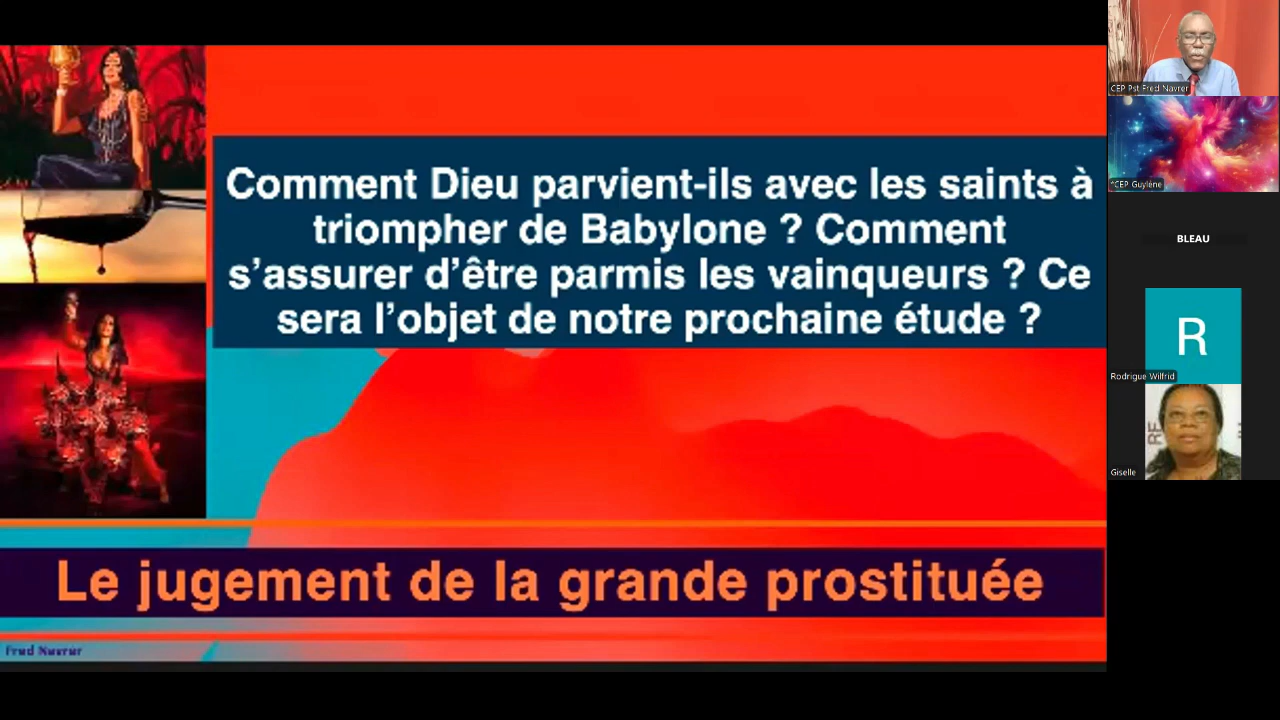 Comment Dieu parvient-ils avec les saints à
triompher de Babylone ? Comment
s'assurer d'être parmis les vainqueurs ? Ce
sera l'objet de notre prochaine étude ?
Le jugement de la grande prostituée
Fred Navrer
CEP Pst Fred Navrer
*CEP Guylène
BLEAU
R
Rodrigue Wilfrid
Giselle